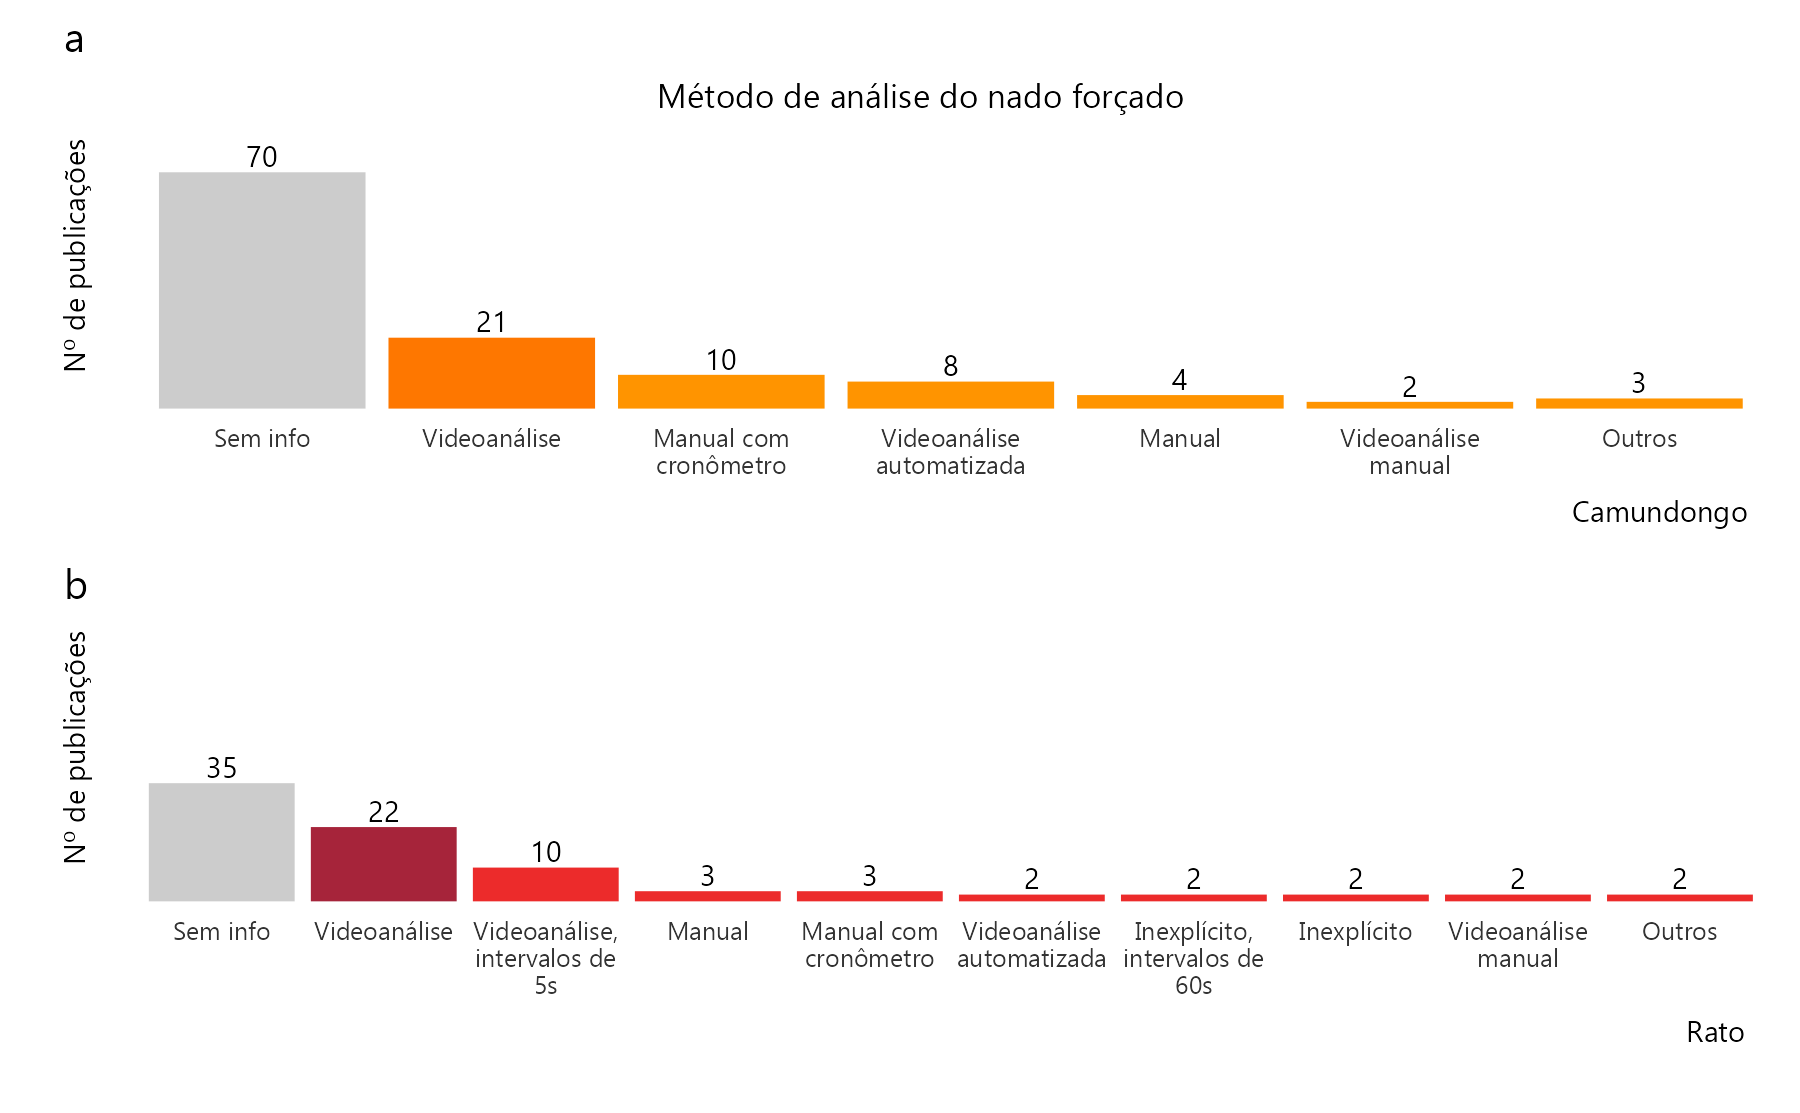 a
Método de análise do nado forçado
Nº de publicações
70
21
10
8
4
2
3
Sem info
Videoanálise
Manual com
cronômetro
Videoanálise
automatizada
Manual
Videoanálise
manual
Outros
Camundongo
b
Nº de publicações
35
22
10
3
3
2
2
2
2
2
Sem info
Videoanálise
Videoanálise,
intervalos de
5s
Manual
Manual com
cronômetro
Videoanálise
automatizada
Inexplícito,
intervalos de
60s
Inexplícito
Videoanálise
manual
Outros
Rato